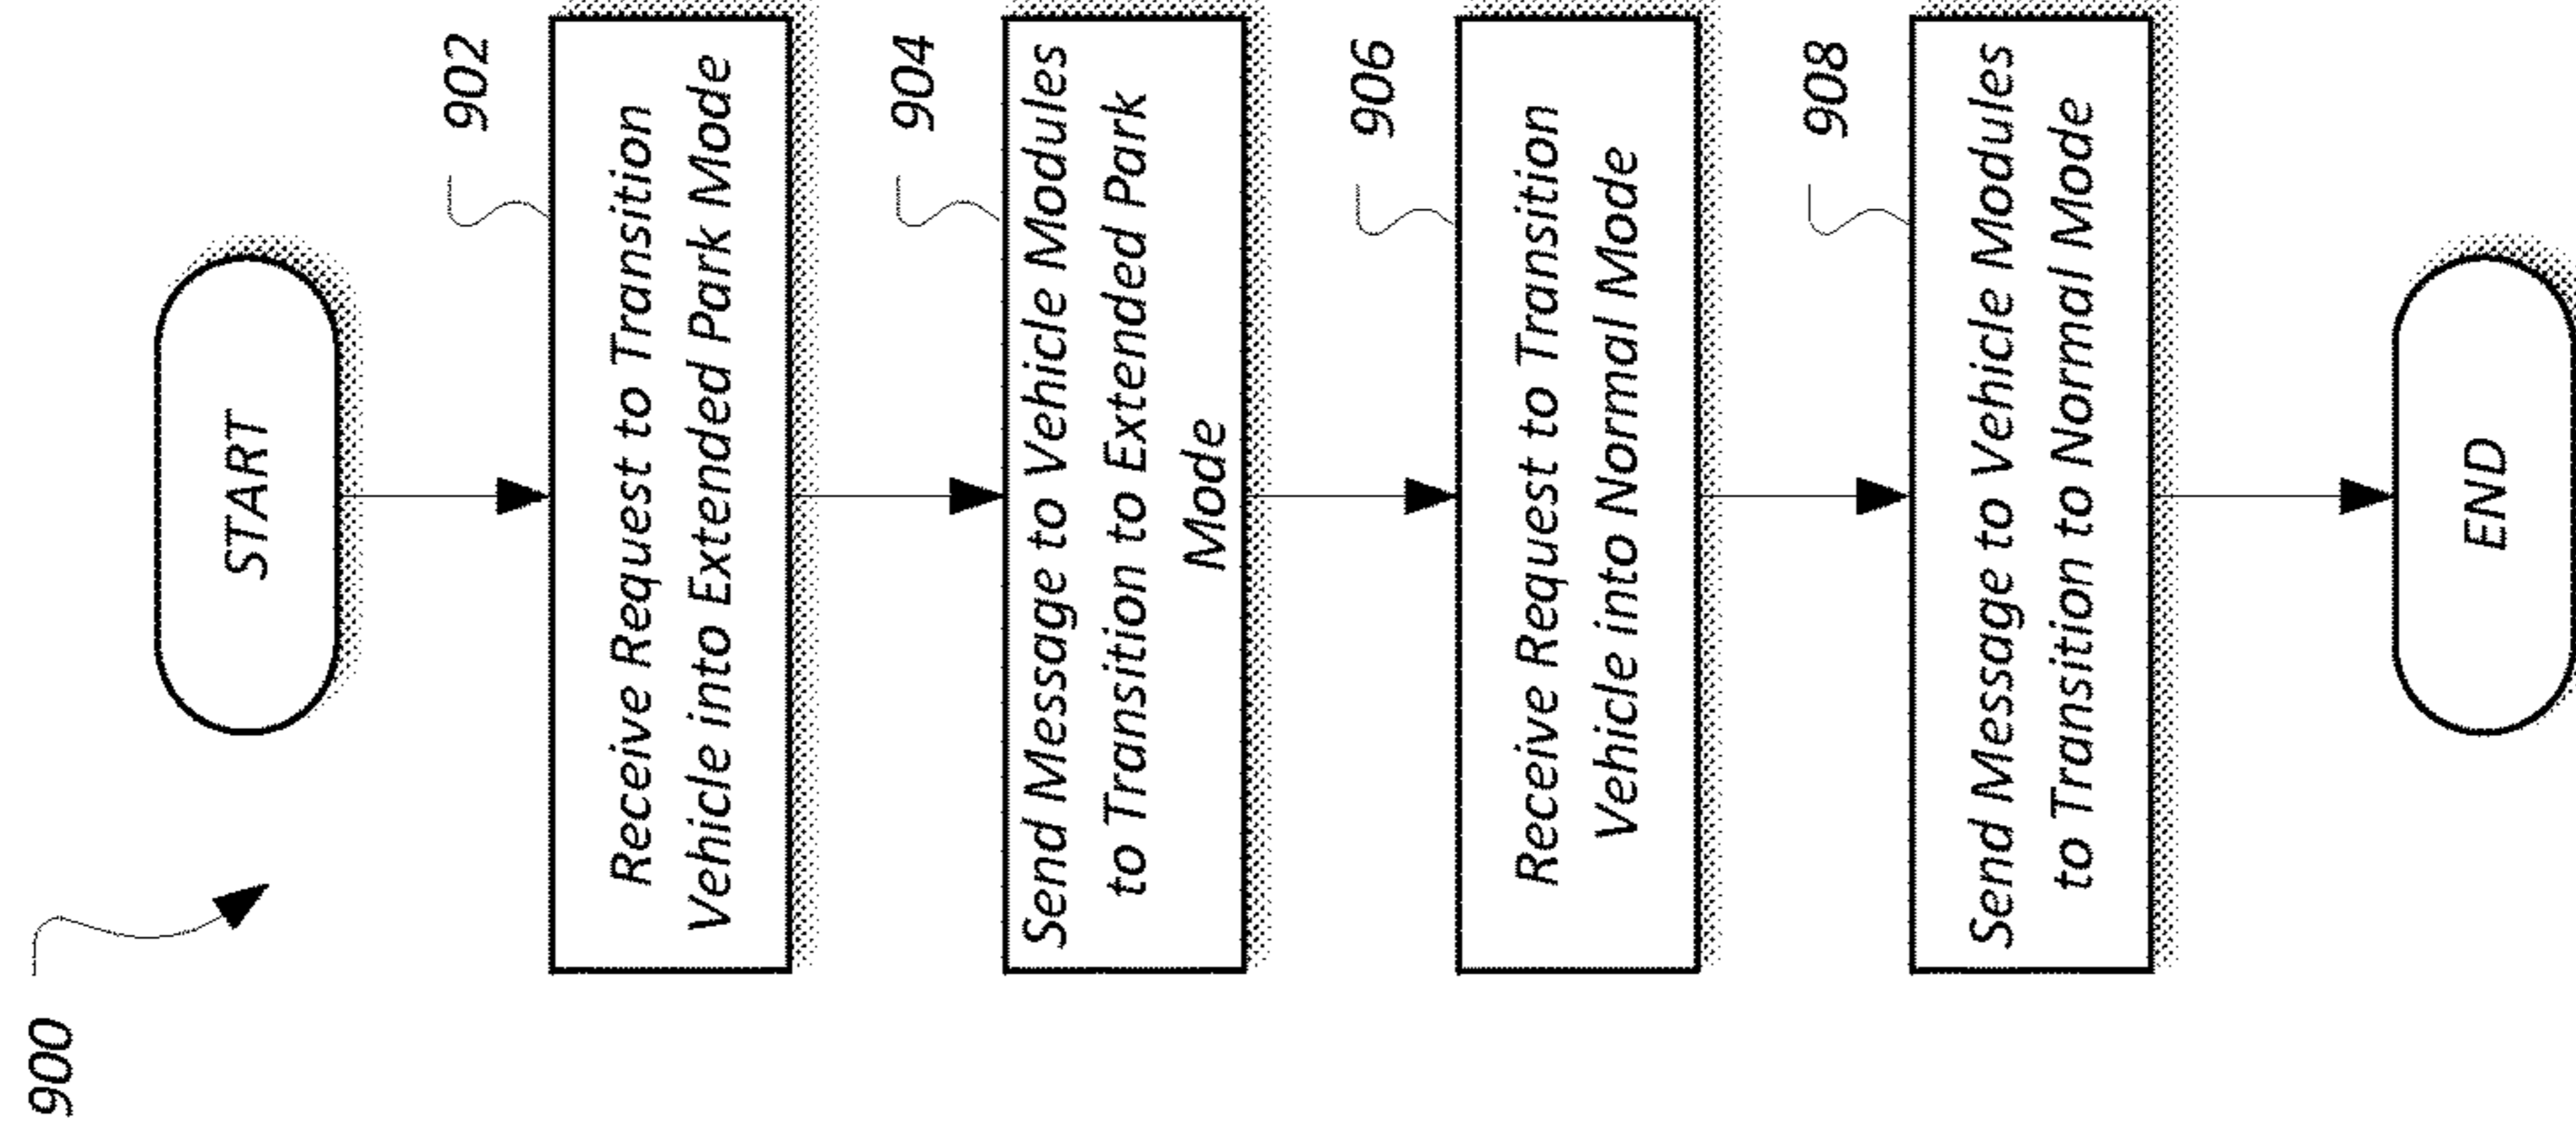 900
START
902
Receive Request to Transition
Vehicle into Extended Park Mode
904
Send Message to Vehicle Modules
to Transition to Extended Park
Mode
906
Receive Request to Transition
Vehicle into Normal Mode
908
Send Message to Vehicle Modules
to Transition to Normal Mode
END